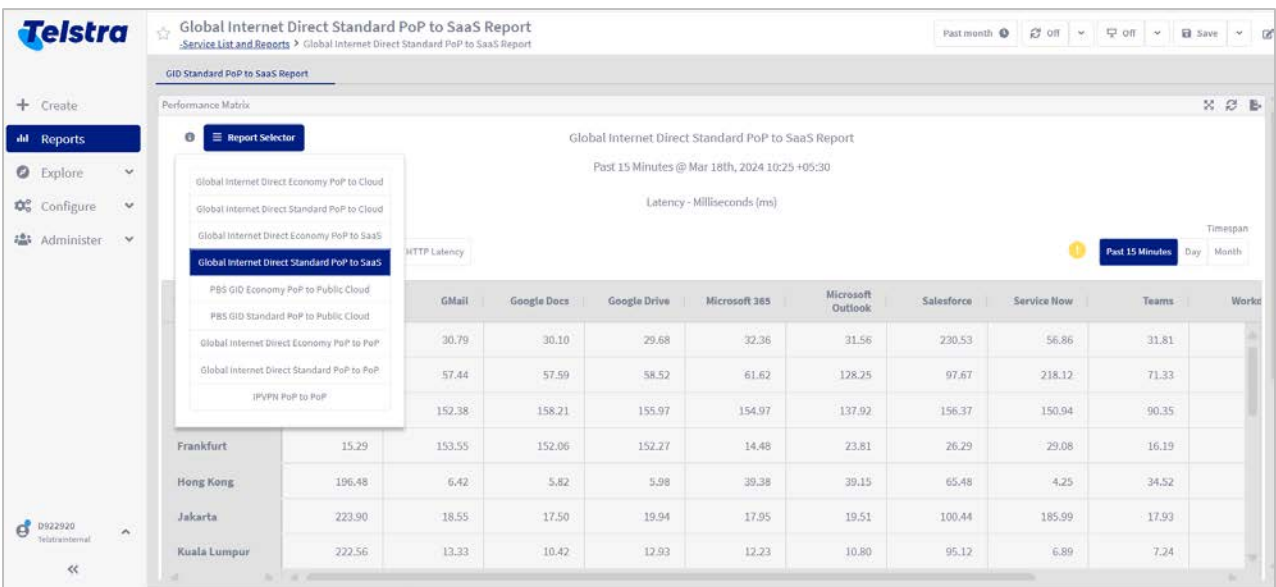 Telstra
Global Internet Direct Standard PoP to SaaS Report
-Service List and Reports > Global Internet Direct Standard PoP to SaaS Report
Past month
Off
Off
Save
GID Standard PoP to SaaS Report
Create
Reports
Explore
Configure
Administer
Performance Matrix
Report Selector
Global Internet Direct Standard PoP to SaaS Report
Past 15 Minutes @ Mar 18th, 2024 10:25 +05:30
Latency - Milliseconds (ms)
Global Internet Direct Economy PoP to Cloud
Global Internet Direct Standard PoP to Cloud
Global Internet Direct Economy PoP to SaaS
Global Internet Direct Standard PoP to SaaS
PBS GID Economy PoP to Public Cloud
PBS GID Standard PoP to Public Cloud
Global Internet Direct Economy PoP to PoP
Global Internet Direct Standard PoP to PoP
IPVPN PoP to PoP
HTTP Latency
Timespan
Past 15 Minutes Day Month
GMail Google Docs Google Drive Microsoft 365 Microsoft Outlook Salesforce Service Now Teams Workd
30.79 30.10 29.68 32.36 31.56 230.53 56.86 31.81
57.44 57.59 58.52 61.62 128.25 97.67 218.12 71.33
152.38 158.21 155.97 154.97 137.92 156.37 150.94 90.35
Frankfurt 15.29 153.55 152.06 152.27 14.48 23.81 26.29 29.08 16.19
Hong Kong 196.48 6.42 5.82 5.98 39.38 39.15 65.48 4.25 34.52
Jakarta 223.90 18.55 17.50 19.94 17.95 19.51 100.44 185.99 17.93
Kuala Lumpur 222.56 13.33 10.42 12.93 12.23 10.80 95.12 6.89 7.24
D922920
TelstraInternal